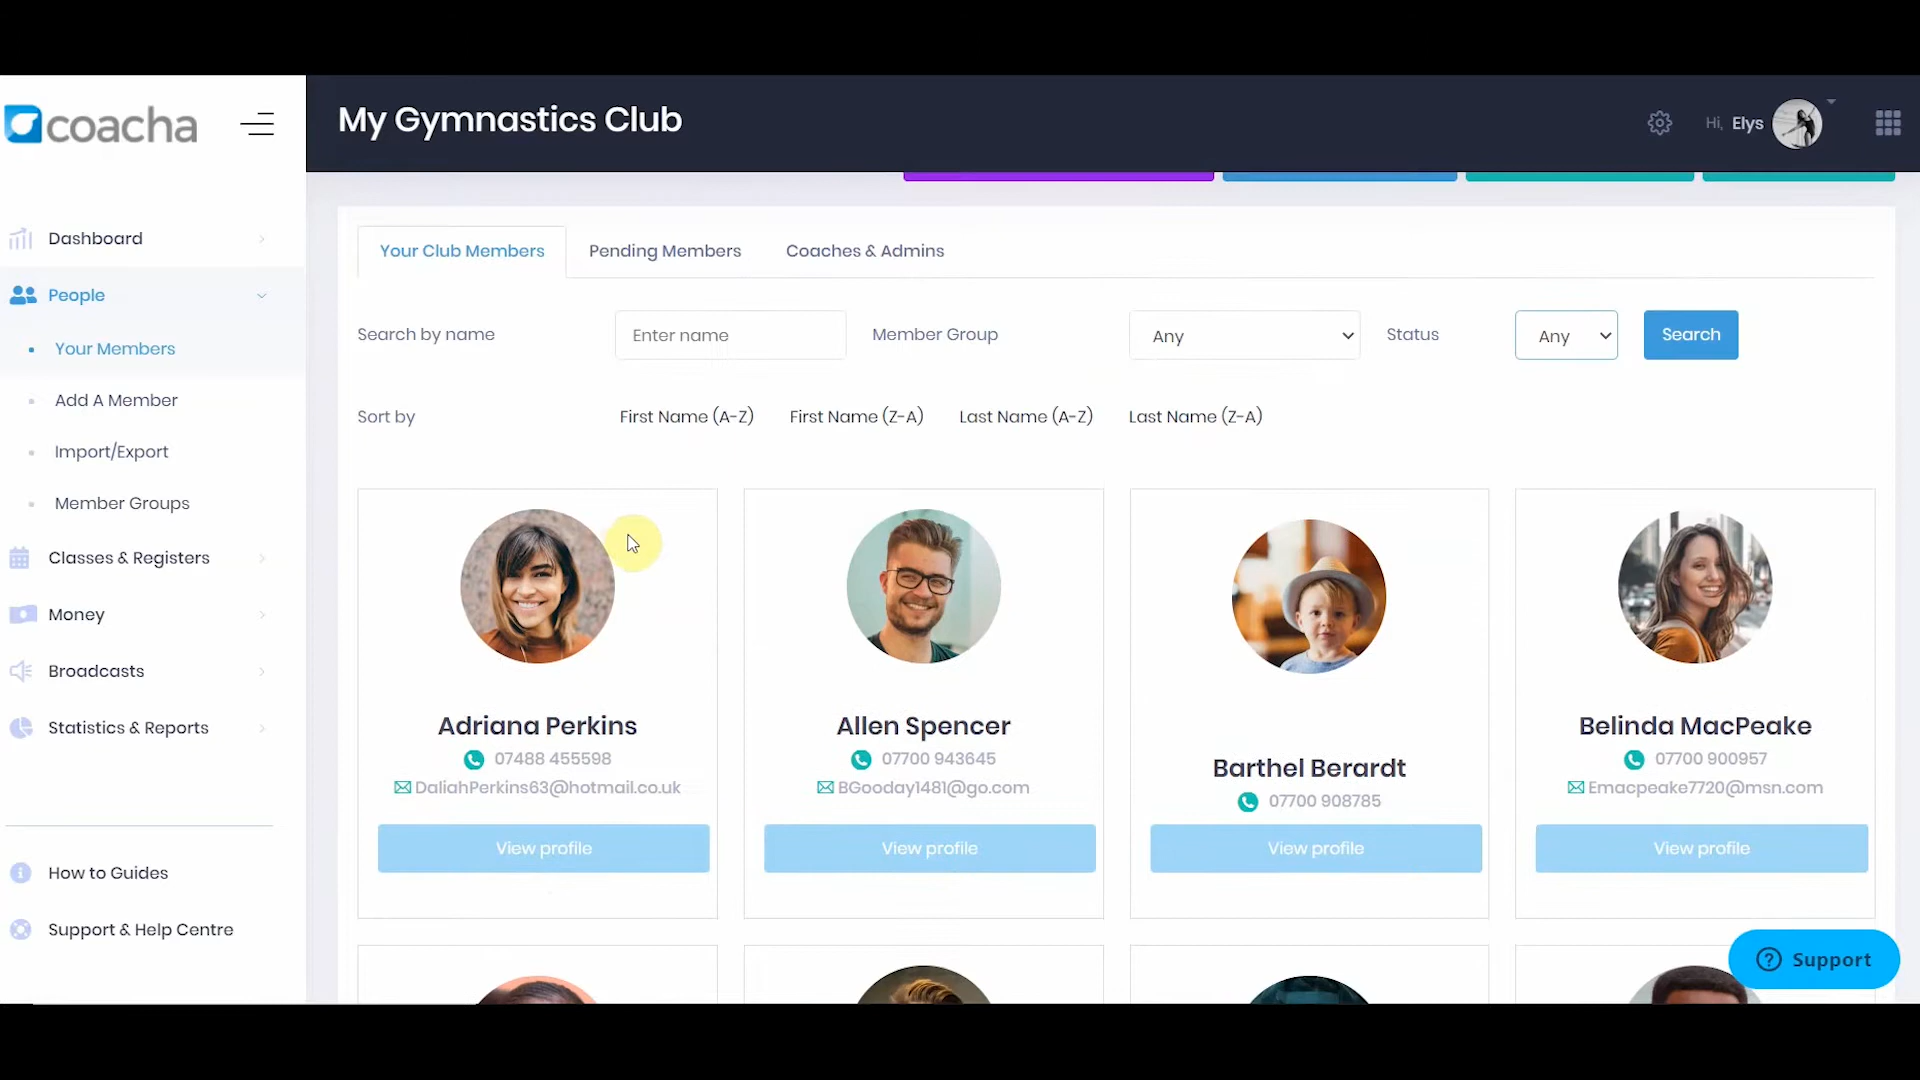 coacha
My Gymnastics Club
Hi, Elys
Dashboard
People
Your Members
Add A Member
Import/Export
Member Groups
Classes & Registers
Money
Broadcasts
Statistics & Reports
How to Guides
Support & Help Centre
Your Club Members
Pending Members
Coaches & Admins
Search by name
Enter name
Member Group
Any
Status
Any
Search
Sort by
First Name (A-Z)
First Name (Z-A)
Last Name (A-Z)
Last Name (Z-A)
Adriana Perkins
07488 455598
DaliahPerkins63@hotmail.co.uk
View profile
Allen Spencer
07700 943645
BGooday1481@go.com
View profile
Barthel Berardt
07700 908785
View profile
Belinda MacPeake
07700 900957
Emacpeake7720@msn.com
View profile
Support